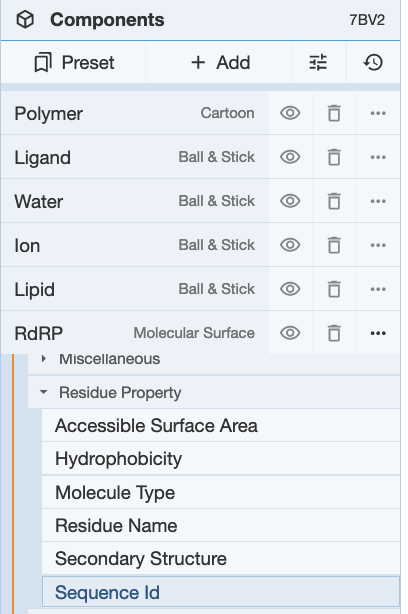 Components 7BV2
Preset Add
Polymer Cartoon
Ligand Ball & Stick
Water Ball & Stick
Ion Ball & Stick
Lipid Ball & Stick
RdRP Molecular Surface
Miscellaneous
Residue Property
Accessible Surface Area
Hydrophobicity
Molecule Type
Residue Name
Secondary Structure
Sequence Id